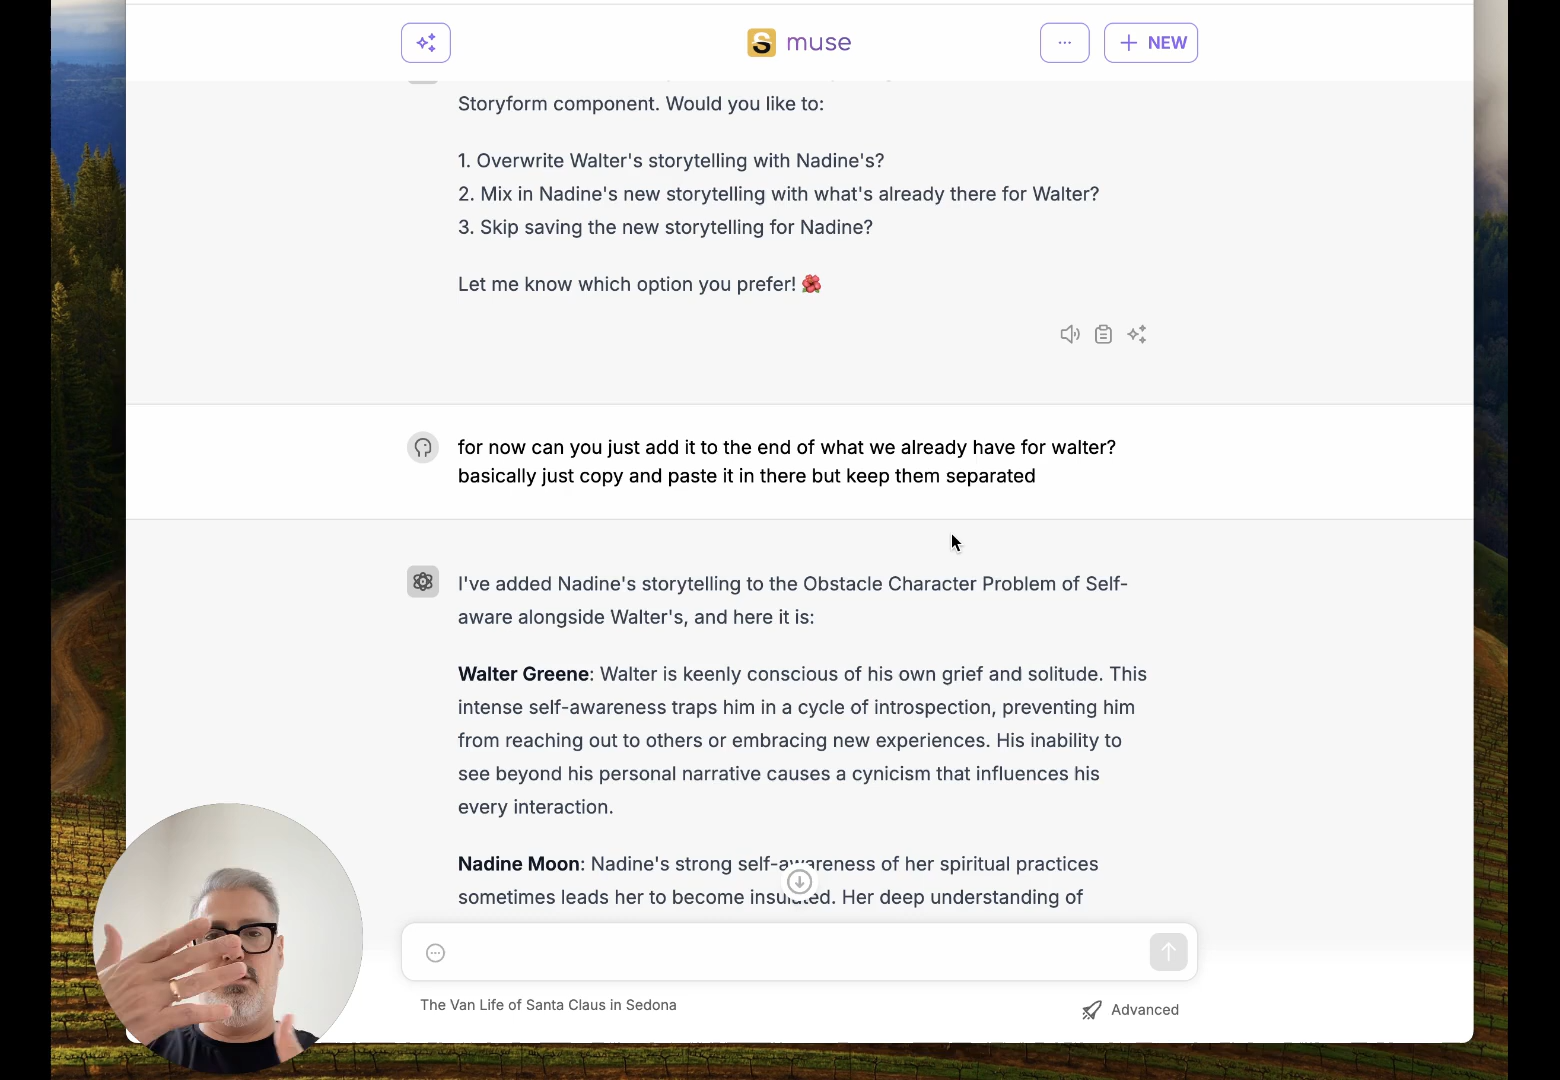 muse
NEW
Storyform component. Would you like to:
1. Overwrite Walter's storytelling with Nadine's?
2. Mix in Nadine's new storytelling with what's already there for Walter?
3. Skip saving the new storytelling for Nadine?
Let me know which option you prefer! 🌺
for now can you just add it to the end of what we already have for walter?
basically just copy and paste it in there but keep them separated
I've added Nadine's storytelling to the Obstacle Character Problem of Self-
aware alongside Walter's, and here it is:
Walter Greene: Walter is keenly conscious of his own grief and solitude. This
intense self-awareness traps him in a cycle of introspection, preventing him
from reaching out to others or embracing new experiences. His inability to
see beyond his personal narrative causes a cynicism that influences his
every interaction.
Nadine Moon: Nadine's strong self-awareness of her spiritual practices
sometimes leads her to become insulated. Her deep understanding of
The Van Life of Santa Claus in Sedona
Advanced